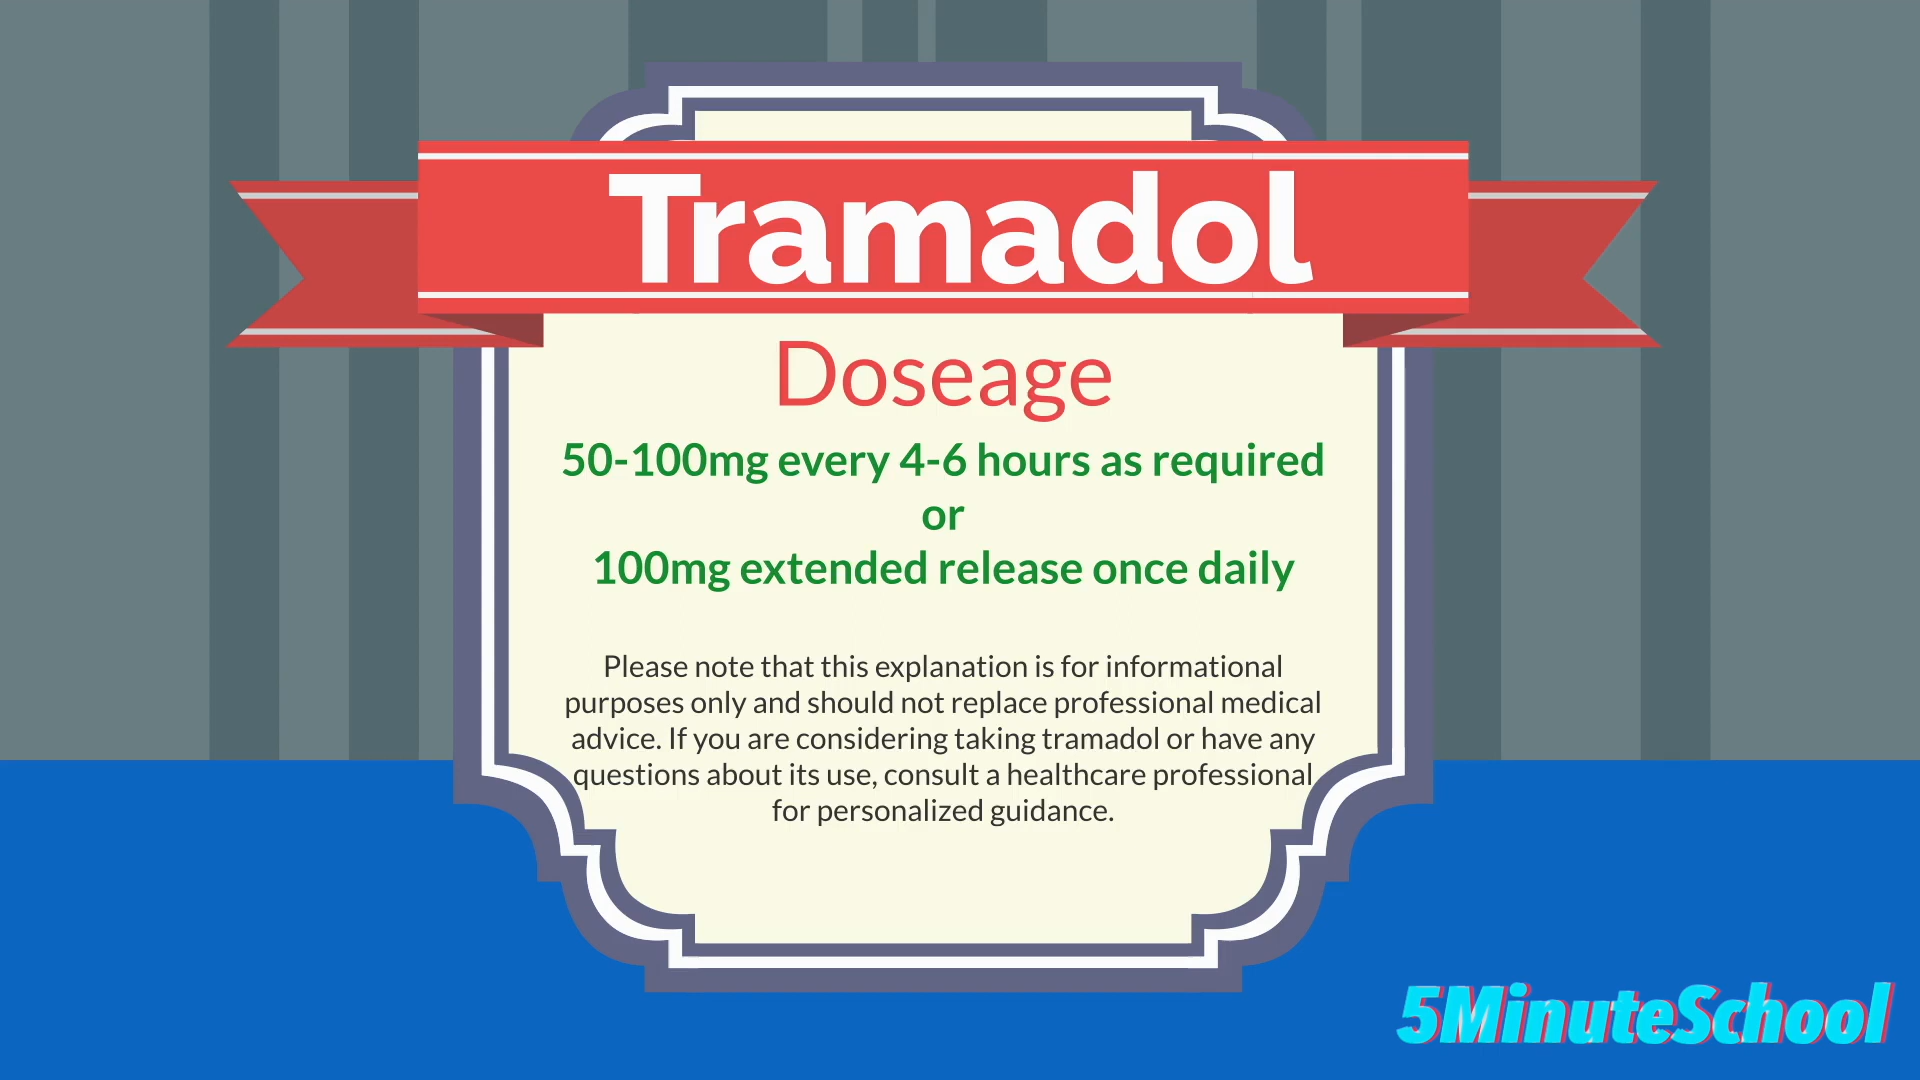 Tramadol
Doseage
50-100mg every 4-6 hours as required
or
100mg extended release once daily
Please note that this explanation is for informational
purposes only and should not replace professional medical
advice. If you are considering taking tramadol or have any
questions about its use, consult a healthcare professional
for personalized guidance.
5MinuteSchool